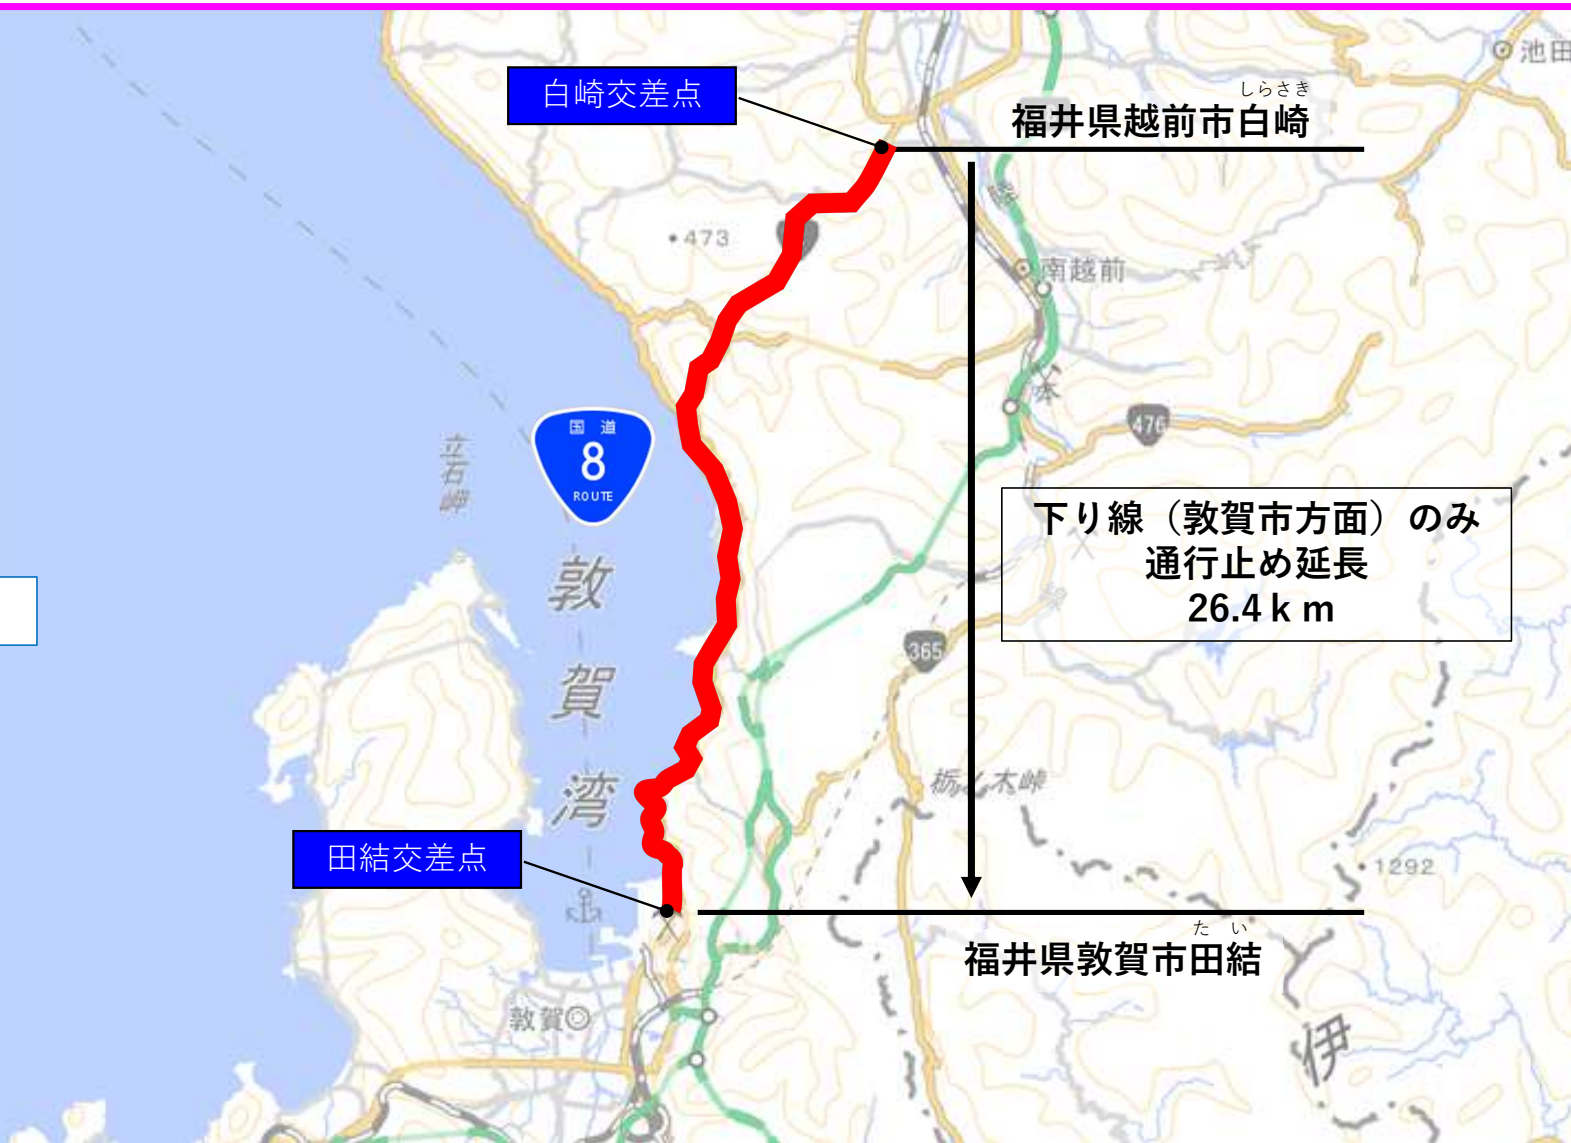 池田
白崎交差点
しらさき
福井県越前市白崎
陸
473
南越前
国道
8
ROUTE
立石岬
本
476
下り線（敦賀市方面）のみ
通行止め延長
26.4ｋｍ
線
365
敦賀湾
栃ノ木峠
田結交差点
1292
たい
福井県敦賀市田結
敦賀
伊